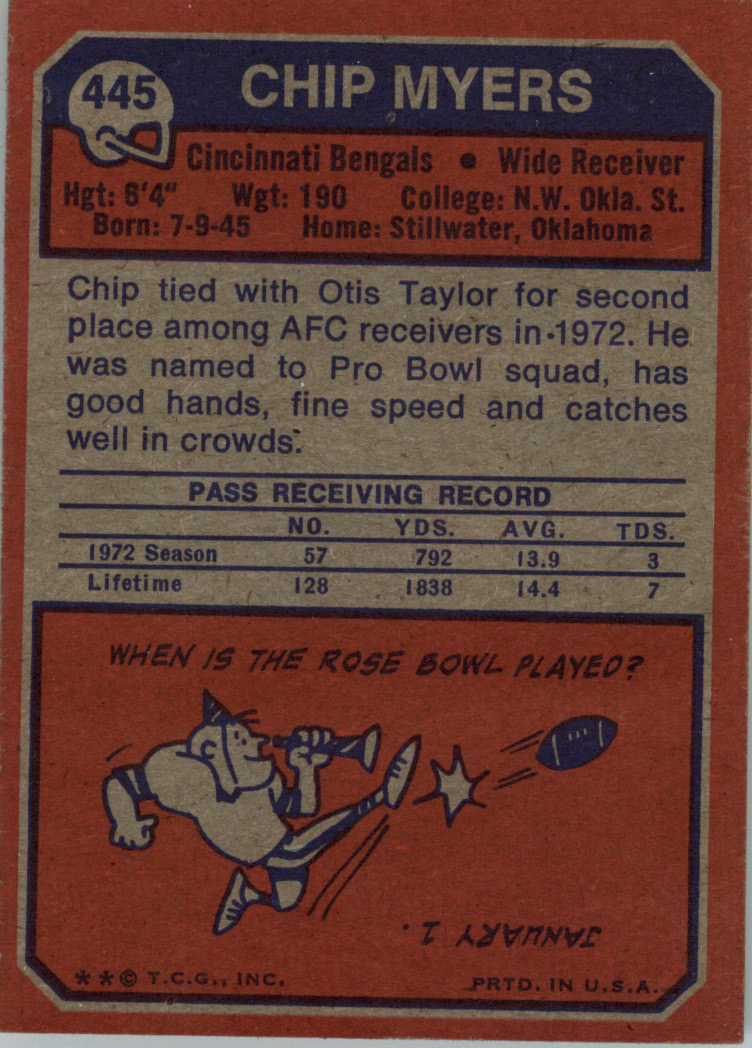 445 CHIP MYERS
Cincinnati Bengals • Wide Receiver
Hgt: 6'4" Wgt: 190 College: N.W. Okla. St.
Born: 7-9-45 Home: Stillwater, Oklahoma
Chip tied with Otis Taylor for second
place among AFC receivers in 1972. He
was named to Pro Bowl squad, has
good hands, fine speed and catches
well in crowds.
PASS RECEIVING RECORD
NO. YDS. AVG. TDS.
1972 Season 57 792 13.9 3
Lifetime 128 1838 14.4 7
WHEN IS THE ROSE BOWL PLAYED?
JANUARY 1.
**© T.C.G., INC. PRTD. IN U.S.A.